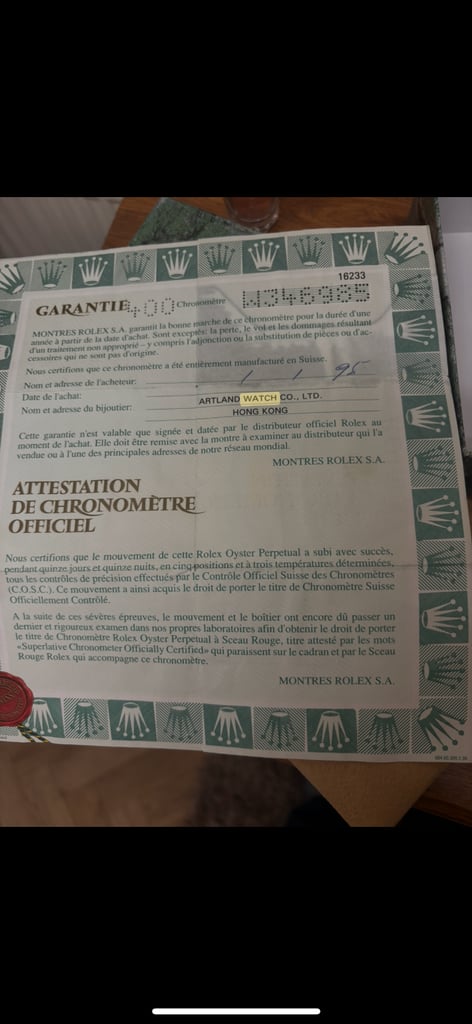 16233
GARANTIE 400 Chronomètre W346985
MONTRES ROLEX S.A. garantit la bonne marche de ce chronomètre pour la durée d'une
année à partir de la date d'achat. Sont exceptés: la perte, le vol et les dommages résultant
d'un traitement non approprié – y compris l'adjonction ou la substitution de pièces ou d'ac-
cessoires qui ne sont pas d'origine.
Nous certifions que ce chronomètre a été entièrement manufacturé en Suisse.
Nom et adresse de l'acheteur:
Date de l'achat: 1 1 95
Nom et adresse du bijoutier: ARTLAND WATCH CO., LTD.
HONG KONG
Cette garantie n'est valable que signée et datée par le distributeur officiel Rolex au
moment de l'achat. Elle doit être remise avec la montre à examiner au distributeur qui l'a
vendue ou à l'une des principales adresses de notre réseau mondial.
MONTRES ROLEX S.A.
ATTESTATION
DE CHRONOMÈTRE
OFFICIEL
Nous certifions que le mouvement de cette Rolex Oyster Perpetual a subi avec succès,
pendant quinze jours et quinze nuits, en cinq positions et à trois températures déterminées,
tous les contrôles de précision effectués par le Contrôle Officiel Suisse des Chronomètres
(C.O.S.C.). Ce mouvement a ainsi acquis le droit de porter le titre de Chronomètre Suisse
Officiellement Contrôlé.
A la suite de ces sévères épreuves, le mouvement et le boîtier ont encore dû passer un
dernier et rigoureux examen dans nos propres laboratoires afin d'obtenir le droit de porter
le titre de Chronomètre Rolex Oyster Perpetual à Sceau Rouge, titre attesté par les mots
«Superlative Chronometer Officially Certified» qui paraissent sur le cadran et par le Sceau
Rouge Rolex qui accompagne ce chronomètre.
MONTRES ROLEX S.A.